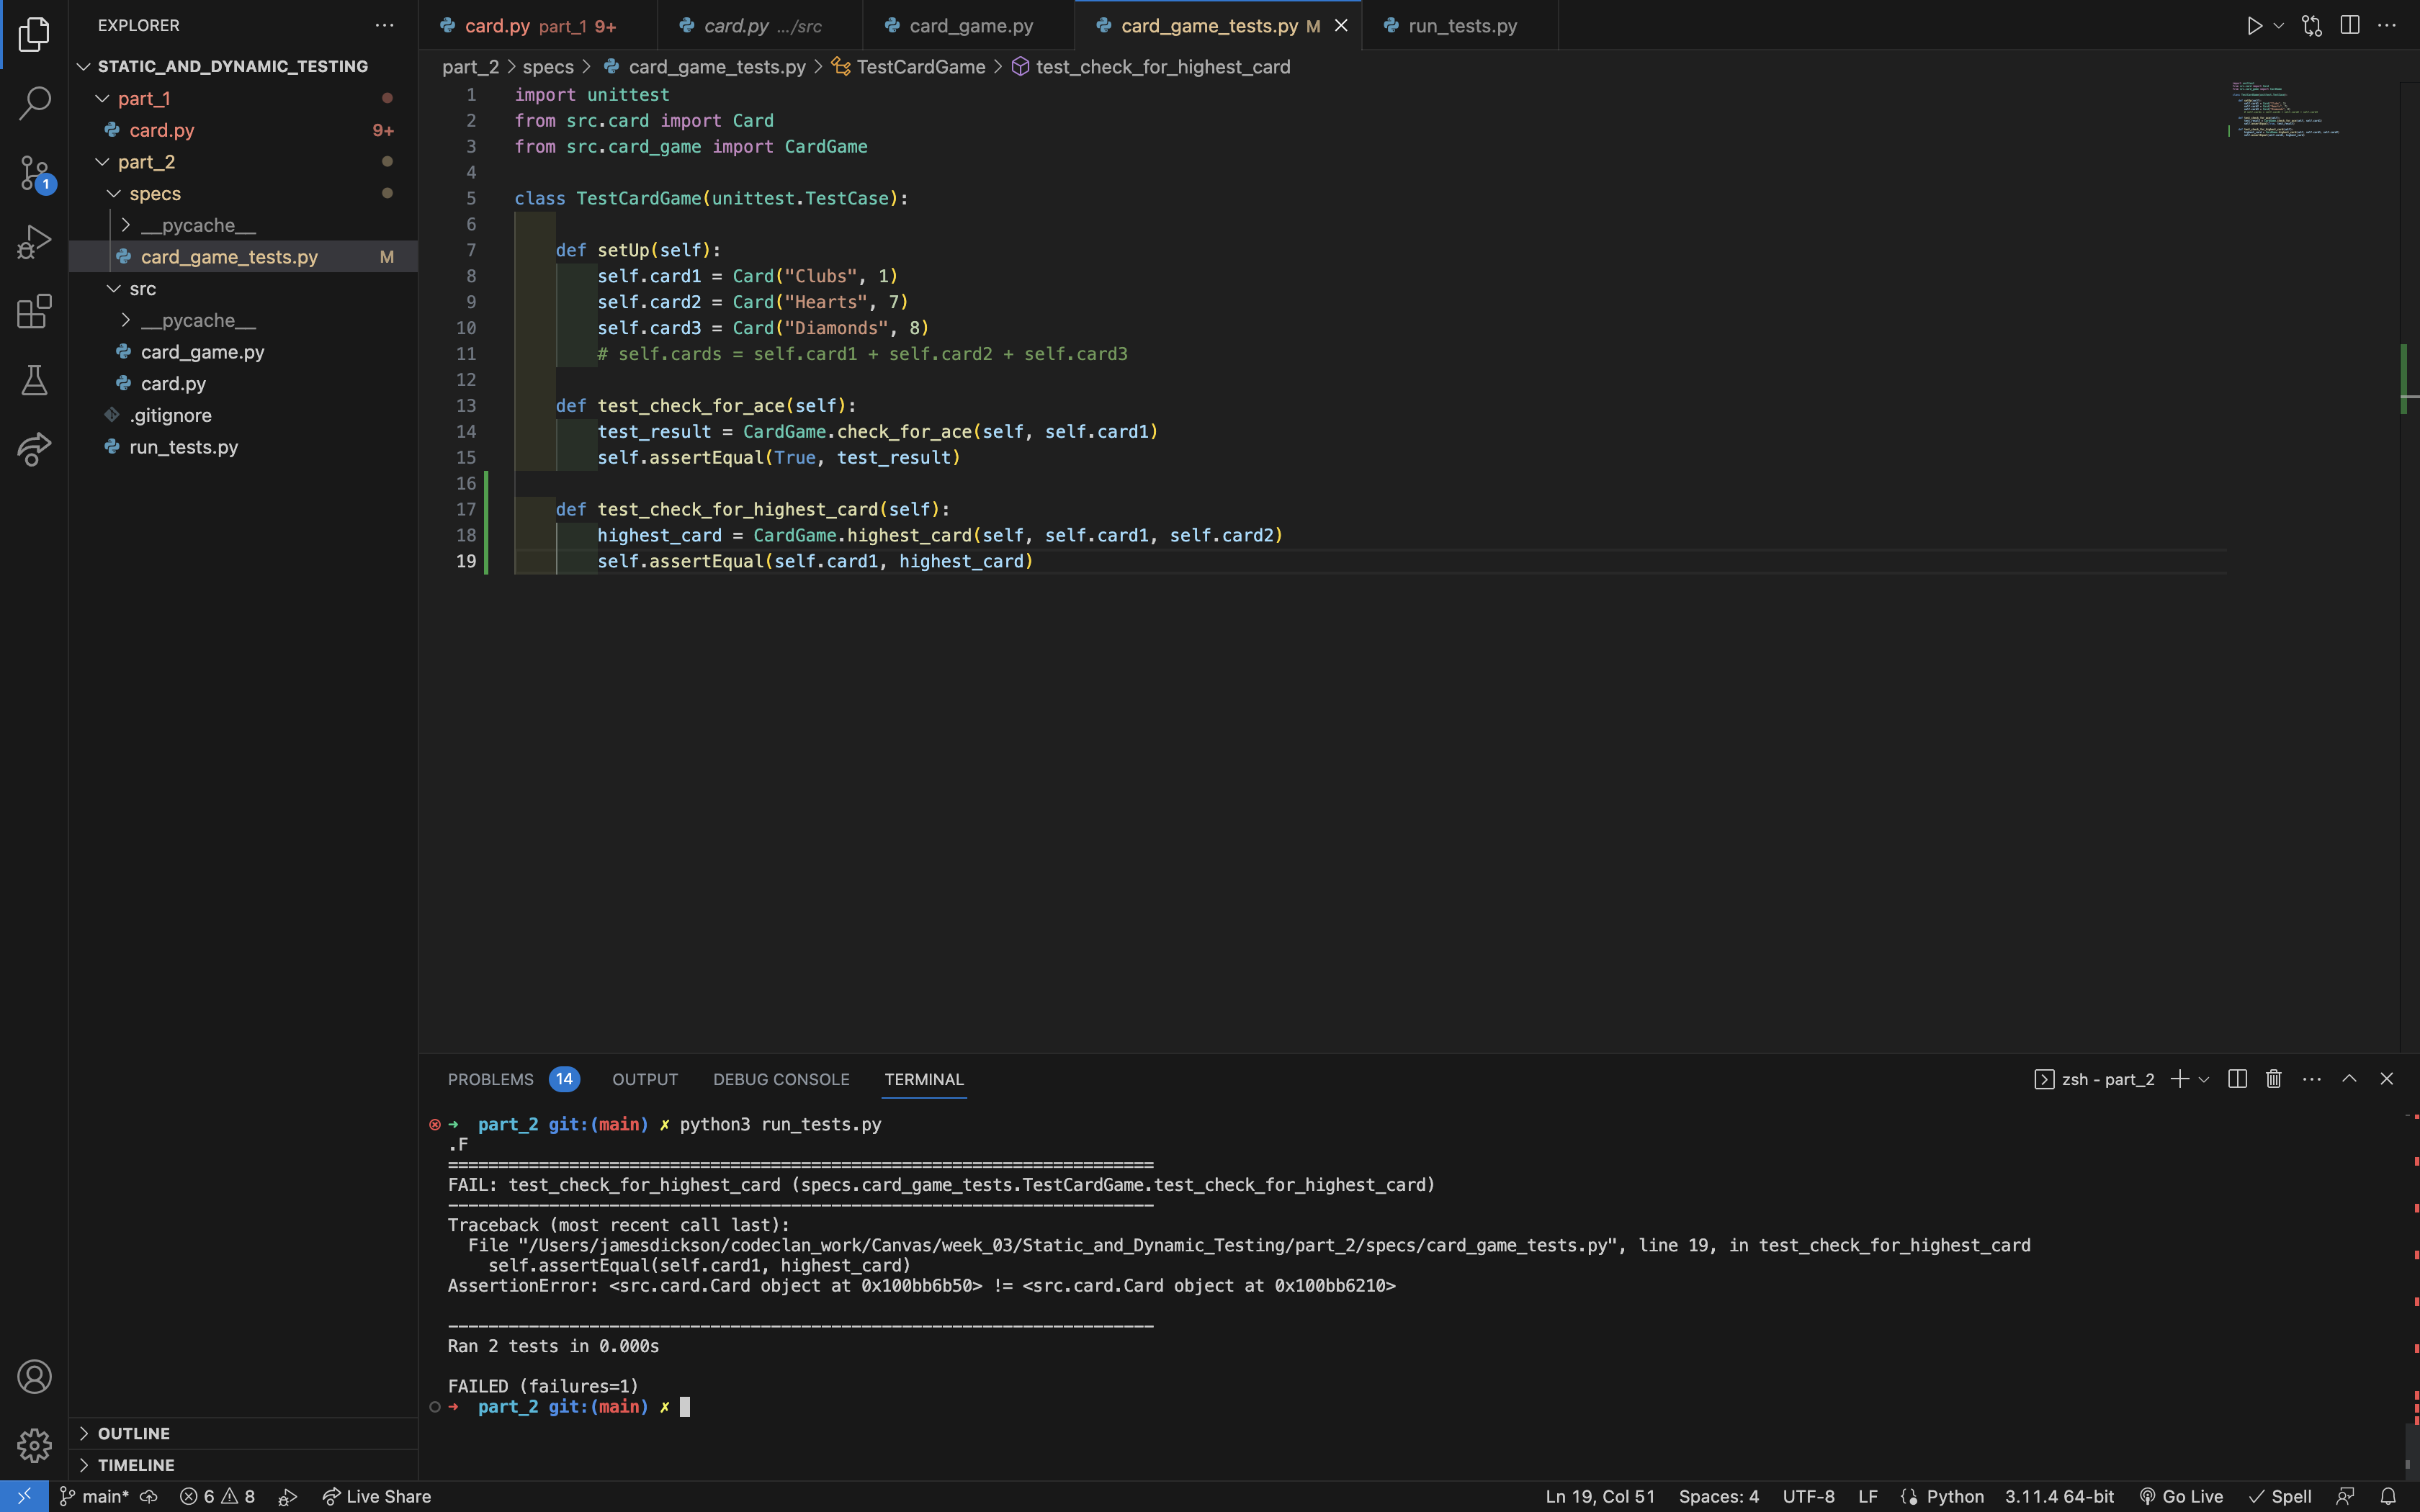 EXPLORER
STATIC_AND_DYNAMIC_TESTING
part_1
card.py 9+
part_2
specs
__pycache__
card_game_tests.py M
src
__pycache__
card_game.py
card.py
.gitignore
run_tests.py
OUTLINE
TIMELINE
1
card.py part_1 9+
card.py .../src
card_game.py
card_game_tests.py M
run_tests.py
part_2 > specs > card_game_tests.py > TestCardGame > test_check_for_highest_card
1 import unittest
2 from src.card import Card
3 from src.card_game import CardGame
4
5 class TestCardGame(unittest.TestCase):
6
7 def setUp(self):
8 self.card1 = Card("Clubs", 1)
9 self.card2 = Card("Hearts", 7)
10 self.card3 = Card("Diamonds", 8)
11 # self.cards = self.card1 + self.card2 + self.card3
12
13 def test_check_for_ace(self):
14 test_result = CardGame.check_for_ace(self, self.card1)
15 self.assertEqual(True, test_result)
16
17 def test_check_for_highest_card(self):
18 highest_card = CardGame.highest_card(self, self.card1, self.card2)
19 self.assertEqual(self.card1, highest_card)
PROBLEMS 14 OUTPUT DEBUG CONSOLE TERMINAL
zsh - part_2
➜ part_2 git:(main) ✗ python3 run_tests.py
.F
======================================================================
FAIL: test_check_for_highest_card (specs.card_game_tests.TestCardGame.test_check_for_highest_card)
----------------------------------------------------------------------
Traceback (most recent call last):
File "/Users/jamesdickson/codeclan_work/Canvas/week_03/Static_and_Dynamic_Testing/part_2/specs/card_game_tests.py", line 19, in test_check_for_highest_card
self.assertEqual(self.card1, highest_card)
AssertionError: <src.card.Card object at 0x100bb6b50> != <src.card.Card object at 0x100bb6210>
----------------------------------------------------------------------
Ran 2 tests in 0.000s
FAILED (failures=1)
➜ part_2 git:(main) ✗
main* 6 8 Live Share Ln 19, Col 51 Spaces: 4 UTF-8 LF Python 3.11.4 64-bit Go Live Spell